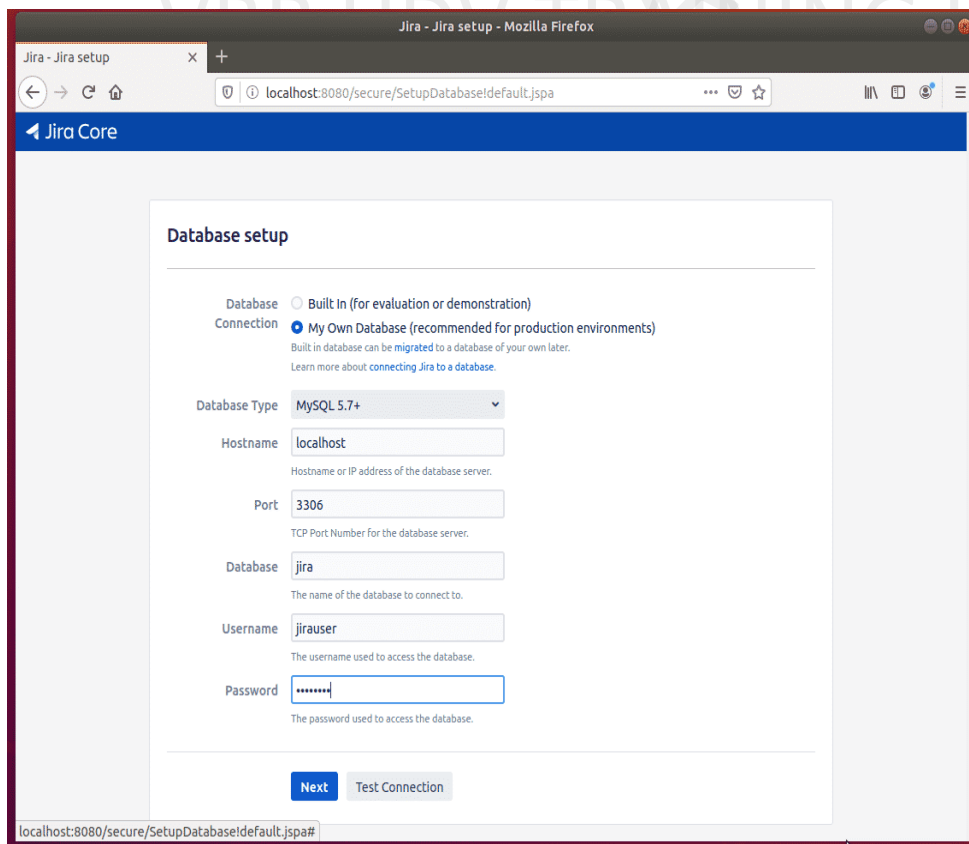 Jira - Jira setup - Mozilla Firefox
Jira - Jira setup
localhost:8080/secure/SetupDatabase!default.jspa
Jira Core
Database setup
Database Connection
Built In (for evaluation or demonstration)
My Own Database (recommended for production environments)
Built in database can be migrated to a database of your own later.
Learn more about connecting Jira to a database.
Database Type MySQL 5.7+
Hostname localhost
Hostname or IP address of the database server.
Port 3306
TCP Port Number for the database server.
Database jira
The name of the database to connect to.
Username jirauser
The username used to access the database.
Password ••••••••
The password used to access the database.
Next Test Connection
localhost:8080/secure/SetupDatabase!default.jspa#